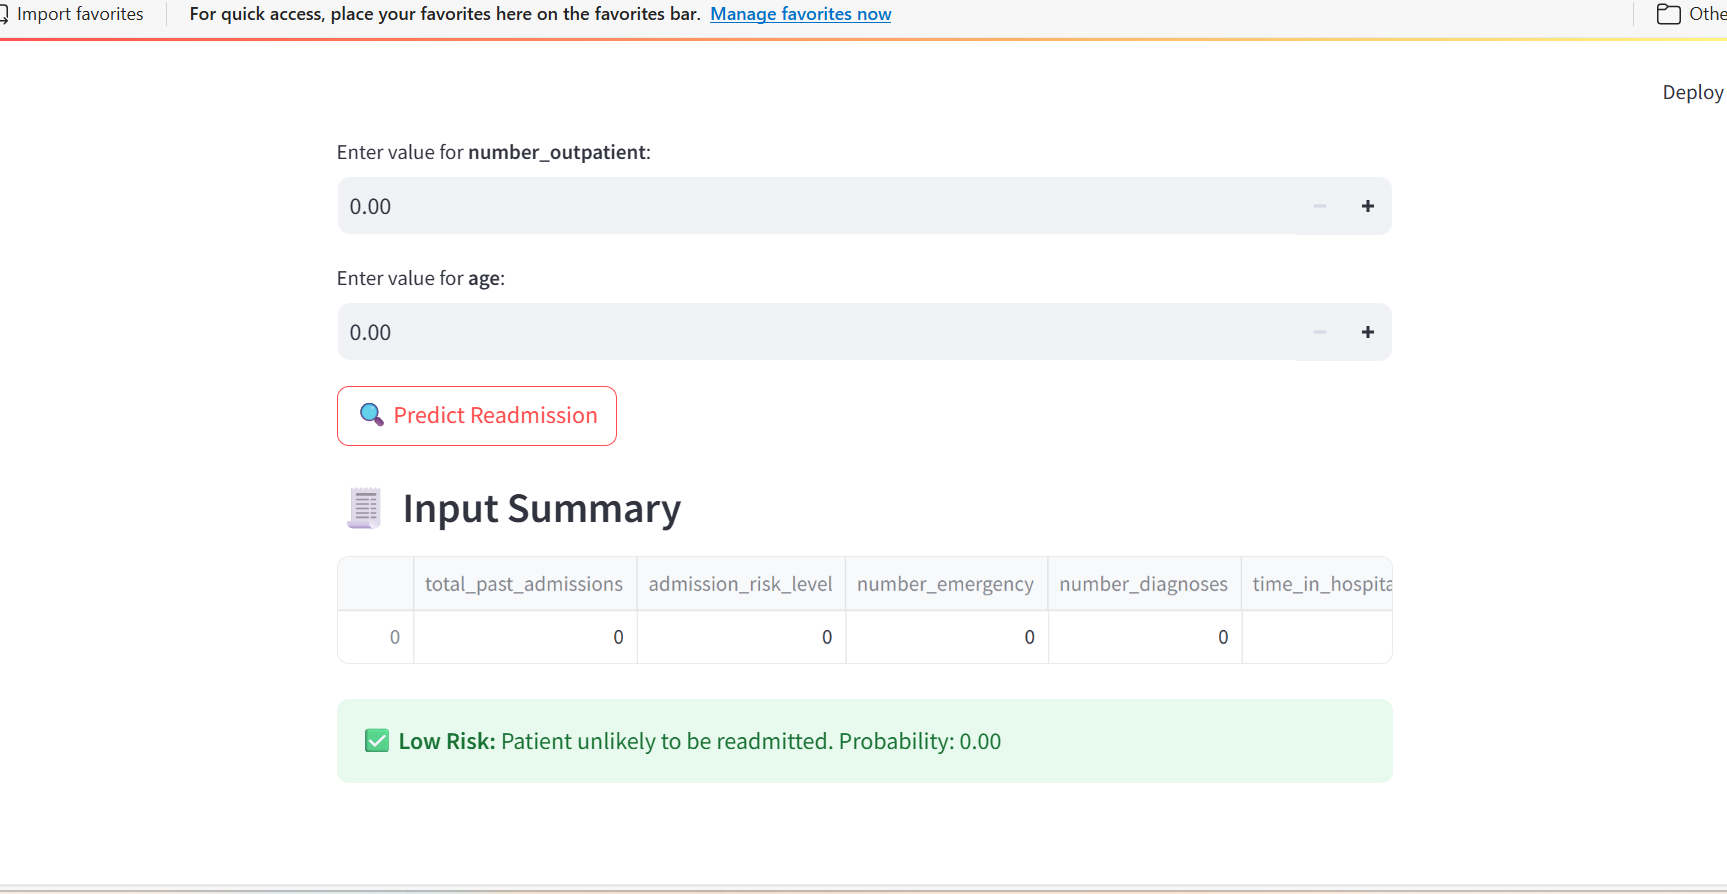 Import favorites For quick access, place your favorites here on the favorites bar. Manage favorites now Othe
Deploy
Enter value for number_outpatient:
0.00 − +
Enter value for age:
0.00 − +
Predict Readmission
Input Summary
total_past_admissions admission_risk_level number_emergency number_diagnoses time_in_hospita
0 0 0 0 0
Low Risk: Patient unlikely to be readmitted. Probability: 0.00